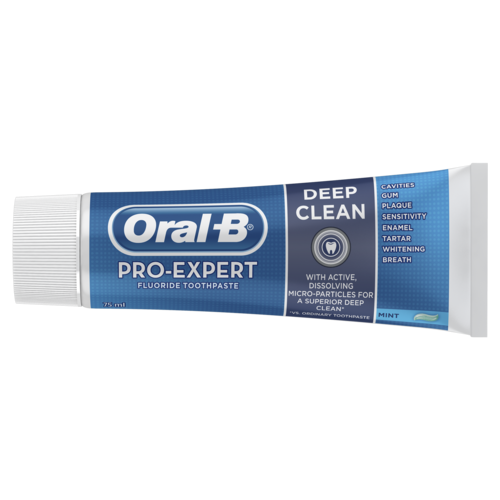 Oral-B®
PRO-EXPERT
FLUORIDE TOOTHPASTE
75 ml
DEEP
CLEAN
WITH ACTIVE,
DISSOLVING
MICRO-PARTICLES FOR
A SUPERIOR DEEP
CLEAN*
*VS. ORDINARY TOOTHPASTE
CAVITIES
GUM
PLAQUE
SENSITIVITY
ENAMEL
TARTAR
WHITENING
BREATH
MINT